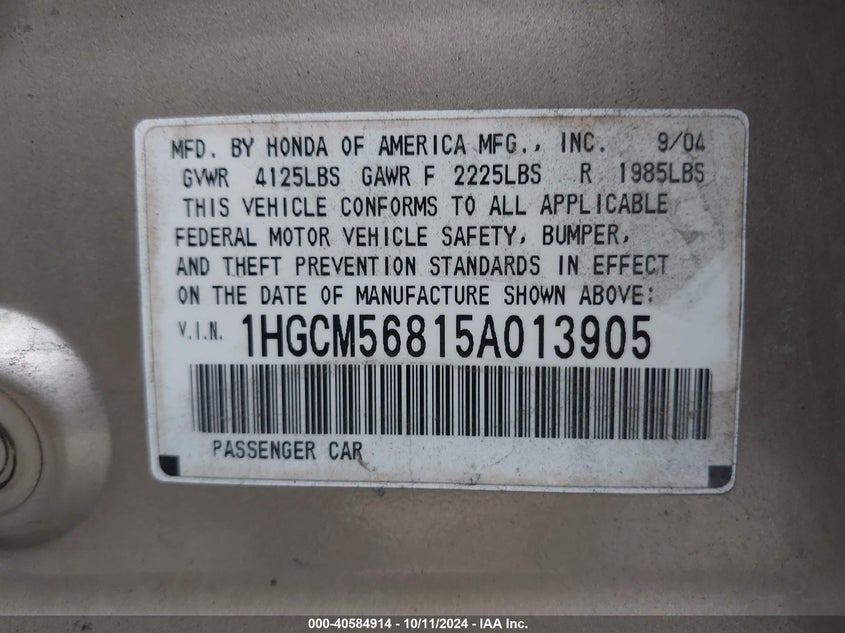 MFD. BY HONDA OF AMERICA MFG., INC. 9/04
GVWR 4125LBS GAWR F 2225LBS R 1985LBS
THIS VEHICLE CONFORMS TO ALL APPLICABLE
FEDERAL MOTOR VEHICLE SAFETY, BUMPER,
AND THEFT PREVENTION STANDARDS IN EFFECT
ON THE DATE OF MANUFACTURE SHOWN ABOVE:
V.I.N. 1HGCM56815A013905
PASSENGER CAR
000-40584914 - 10/11/2024 - IAA Inc.